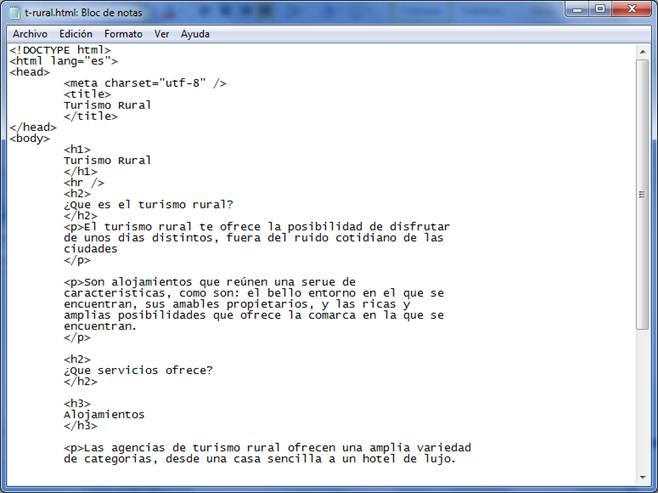 t-rural.html: Bloc de notas
Archivo Edición Formato Ver Ayuda
<!DOCTYPE html>
<html lang="es">
<head>
<meta charset="utf-8" />
<title>
Turismo Rural
</title>
</head>
<body>
<h1>
Turismo Rural
</h1>
<hr />
<h2>
¿Que es el turismo rural?
</h2>
<p>El turismo rural te ofrece la posibilidad de disfrutar
de unos dias distintos, fuera del ruido cotidiano de las
ciudades
</p>
<p>Son alojamientos que reúnen una serue de
caracteristicas, como son: el bello entorno en el que se
encuentran, sus amables propietarios, y las ricas y
amplias posibilidades que ofrece la comarca en la que se
encuentran.
</p>
<h2>
¿Que servicios ofrece?
</h2>
<h3>
Alojamientos
</h3>
<p>Las agencias de turismo rural ofrecen una amplia variedad
de categorias, desde una casa sencilla a un hotel de lujo.